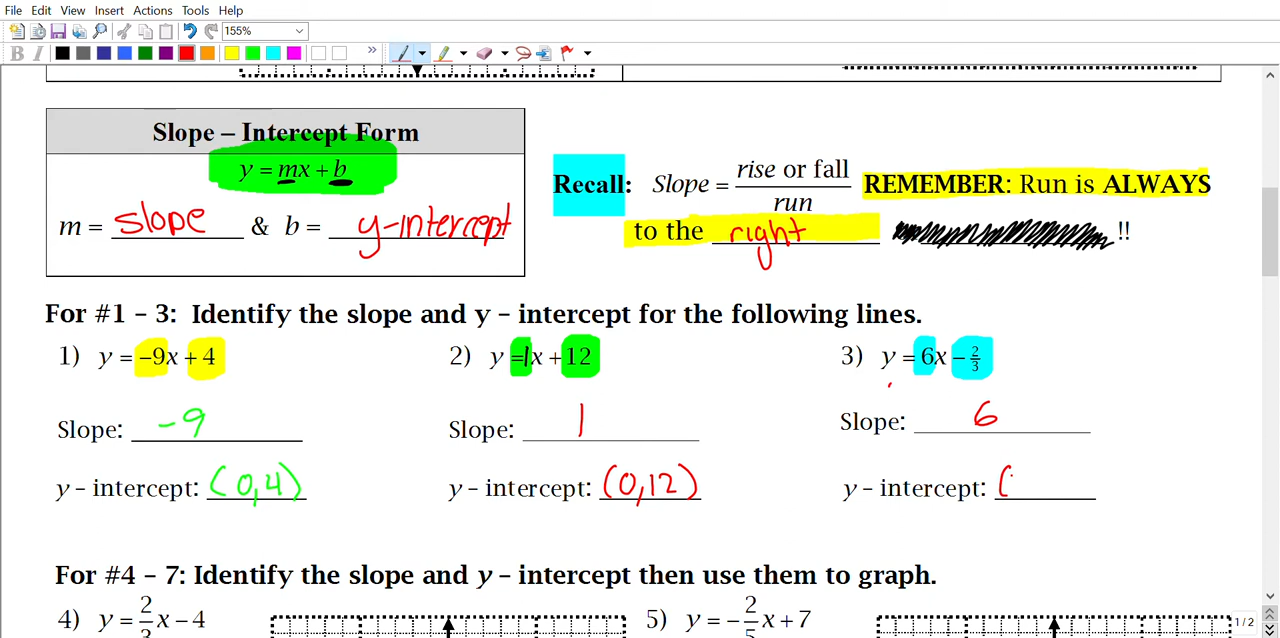 File Edit View Insert Actions Tools Help
155%
B I
Slope – Intercept Form
y = mx + b
m = slope & b = y-intercept
Recall: Slope = rise or fall / run REMEMBER: Run is ALWAYS
to the right !!
For #1 – 3: Identify the slope and y – intercept for the following lines.
1) y = –9x + 4 2) y = 1x + 12 3) y = 6x – 2/3
Slope: -9 Slope: 1 Slope: 6
y – intercept: (0,4) y – intercept: (0,12) y – intercept: (
For #4 – 7: Identify the slope and y – intercept then use them to graph.
4) y = 2/3 x – 4 5) y = – 2/5 x + 7
1/2